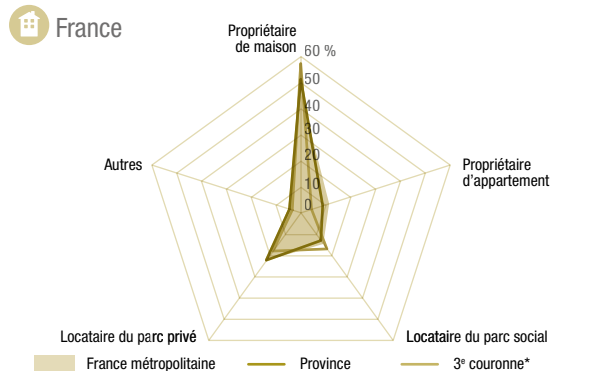 France
Propriétaire
de maison
60 %
50
40
30
20
10
0
Autres
Propriétaire
d'appartement
Locataire du parc privé
Locataire du parc social
France métropolitaine
Province
3e couronne*